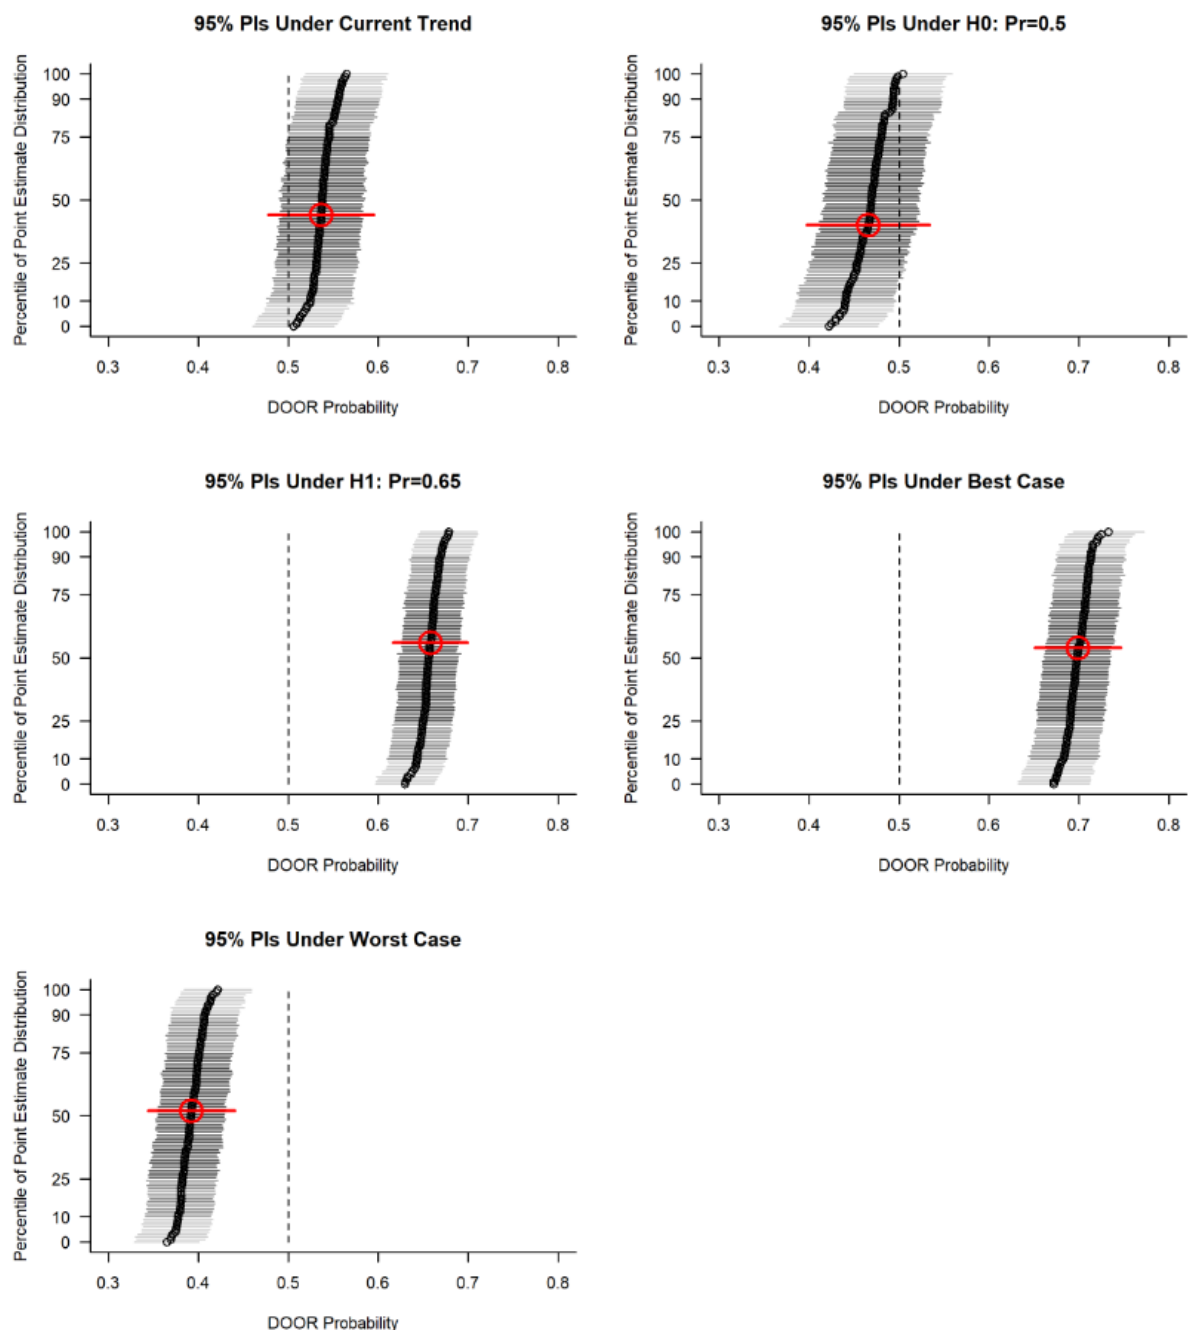 95% PIs Under Current Trend
Percentile of Point Estimate Distribution
100
90
75
50
25
10
0
0.3 0.4 0.5 0.6 0.7 0.8
DOOR Probability
95% PIs Under H0: Pr=0.5
Percentile of Point Estimate Distribution
100
90
75
50
25
10
0
0.3 0.4 0.5 0.6 0.7 0.8
DOOR Probability
95% PIs Under H1: Pr=0.65
Percentile of Point Estimate Distribution
100
90
75
50
25
10
0
0.3 0.4 0.5 0.6 0.7 0.8
DOOR Probability
95% PIs Under Best Case
Percentile of Point Estimate Distribution
100
90
75
50
25
10
0
0.3 0.4 0.5 0.6 0.7 0.8
DOOR Probability
95% PIs Under Worst Case
Percentile of Point Estimate Distribution
100
90
75
50
25
10
0
0.3 0.4 0.5 0.6 0.7 0.8
DOOR Probability